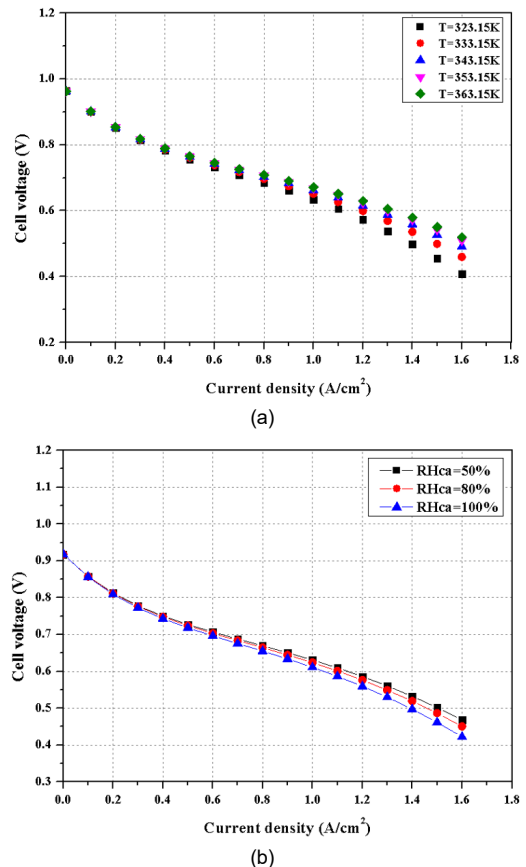 1.2
T=323.15K
T=333.15K
1.0
T=343.15K
T=353.15K
T=363.15K
0.8
Cell voltage (V)
0.6
0.4
0.2
0.0 0.2 0.4 0.6 0.8 1.0 1.2 1.4 1.6 1.8
Current density (A/cm²)
(a)
1.2
RHca=50%
1.1
RHca=80%
RHca=100%
1.0
0.9
0.8
Cell voltage (V)
0.7
0.6
0.5
0.4
0.3
0.0 0.2 0.4 0.6 0.8 1.0 1.2 1.4 1.6 1.8
Current density (A/cm²)
(b)